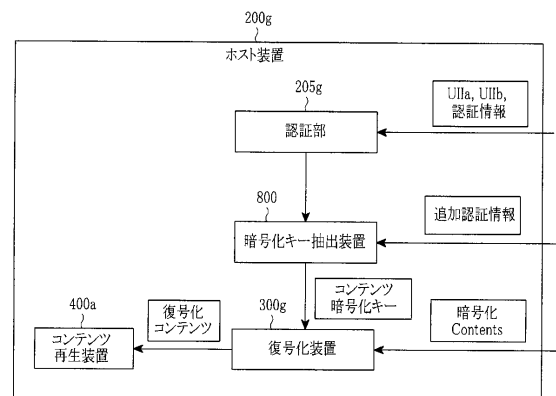 200g
ホスト装置
205g
UIIa, UIIb,
認証情報
認証部
800
追加認証情報
暗号化キー抽出装置
コンテンツ
暗号化キー
400a
復号化
コンテンツ
300g
暗号化
Contents
コンテンツ
再生装置
復号化装置